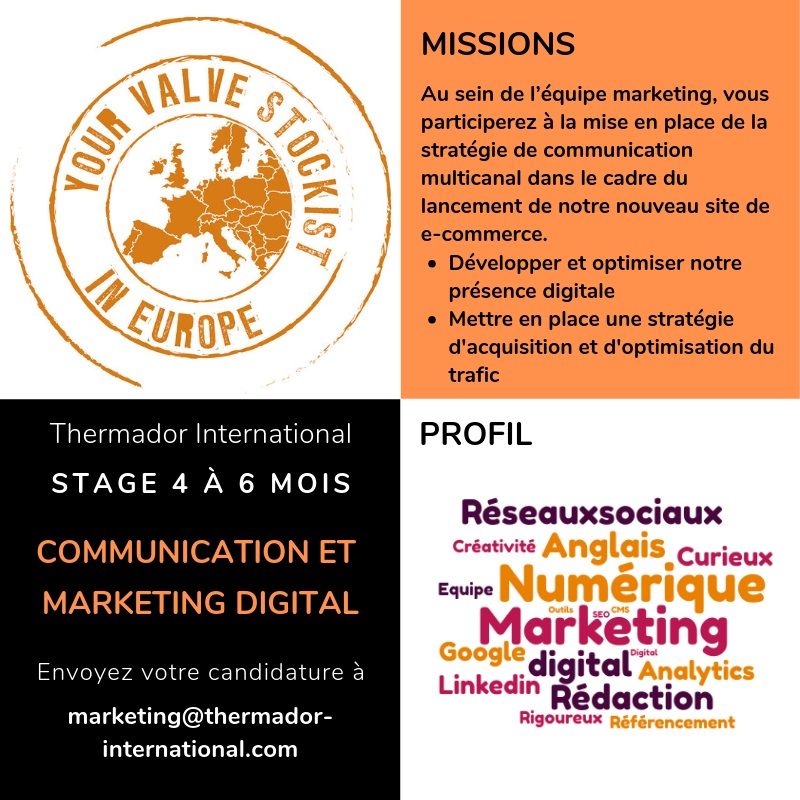 YOUR VALVE STOCKIST
IN EUROPE
MISSIONS
Au sein de l'équipe marketing, vous
participerez à la mise en place de la
stratégie de communication
multicanal dans le cadre du
lancement de notre nouveau site de
e-commerce.
• Développer et optimiser notre
présence digitale
• Mettre en place une stratégie
d'acquisition et d'optimisation du
trafic
Thermador International
STAGE 4 À 6 MOIS
COMMUNICATION ET
MARKETING DIGITAL
Envoyez votre candidature à
marketing@thermador-
international.com
PROFIL
Réseauxsociaux
Créativité Anglais Curieux
Equipe Numérique
Outils SEO CMS
Marketing
Google digital Digital Analytics
Linkedin Rédaction
Rigoureux Référencement